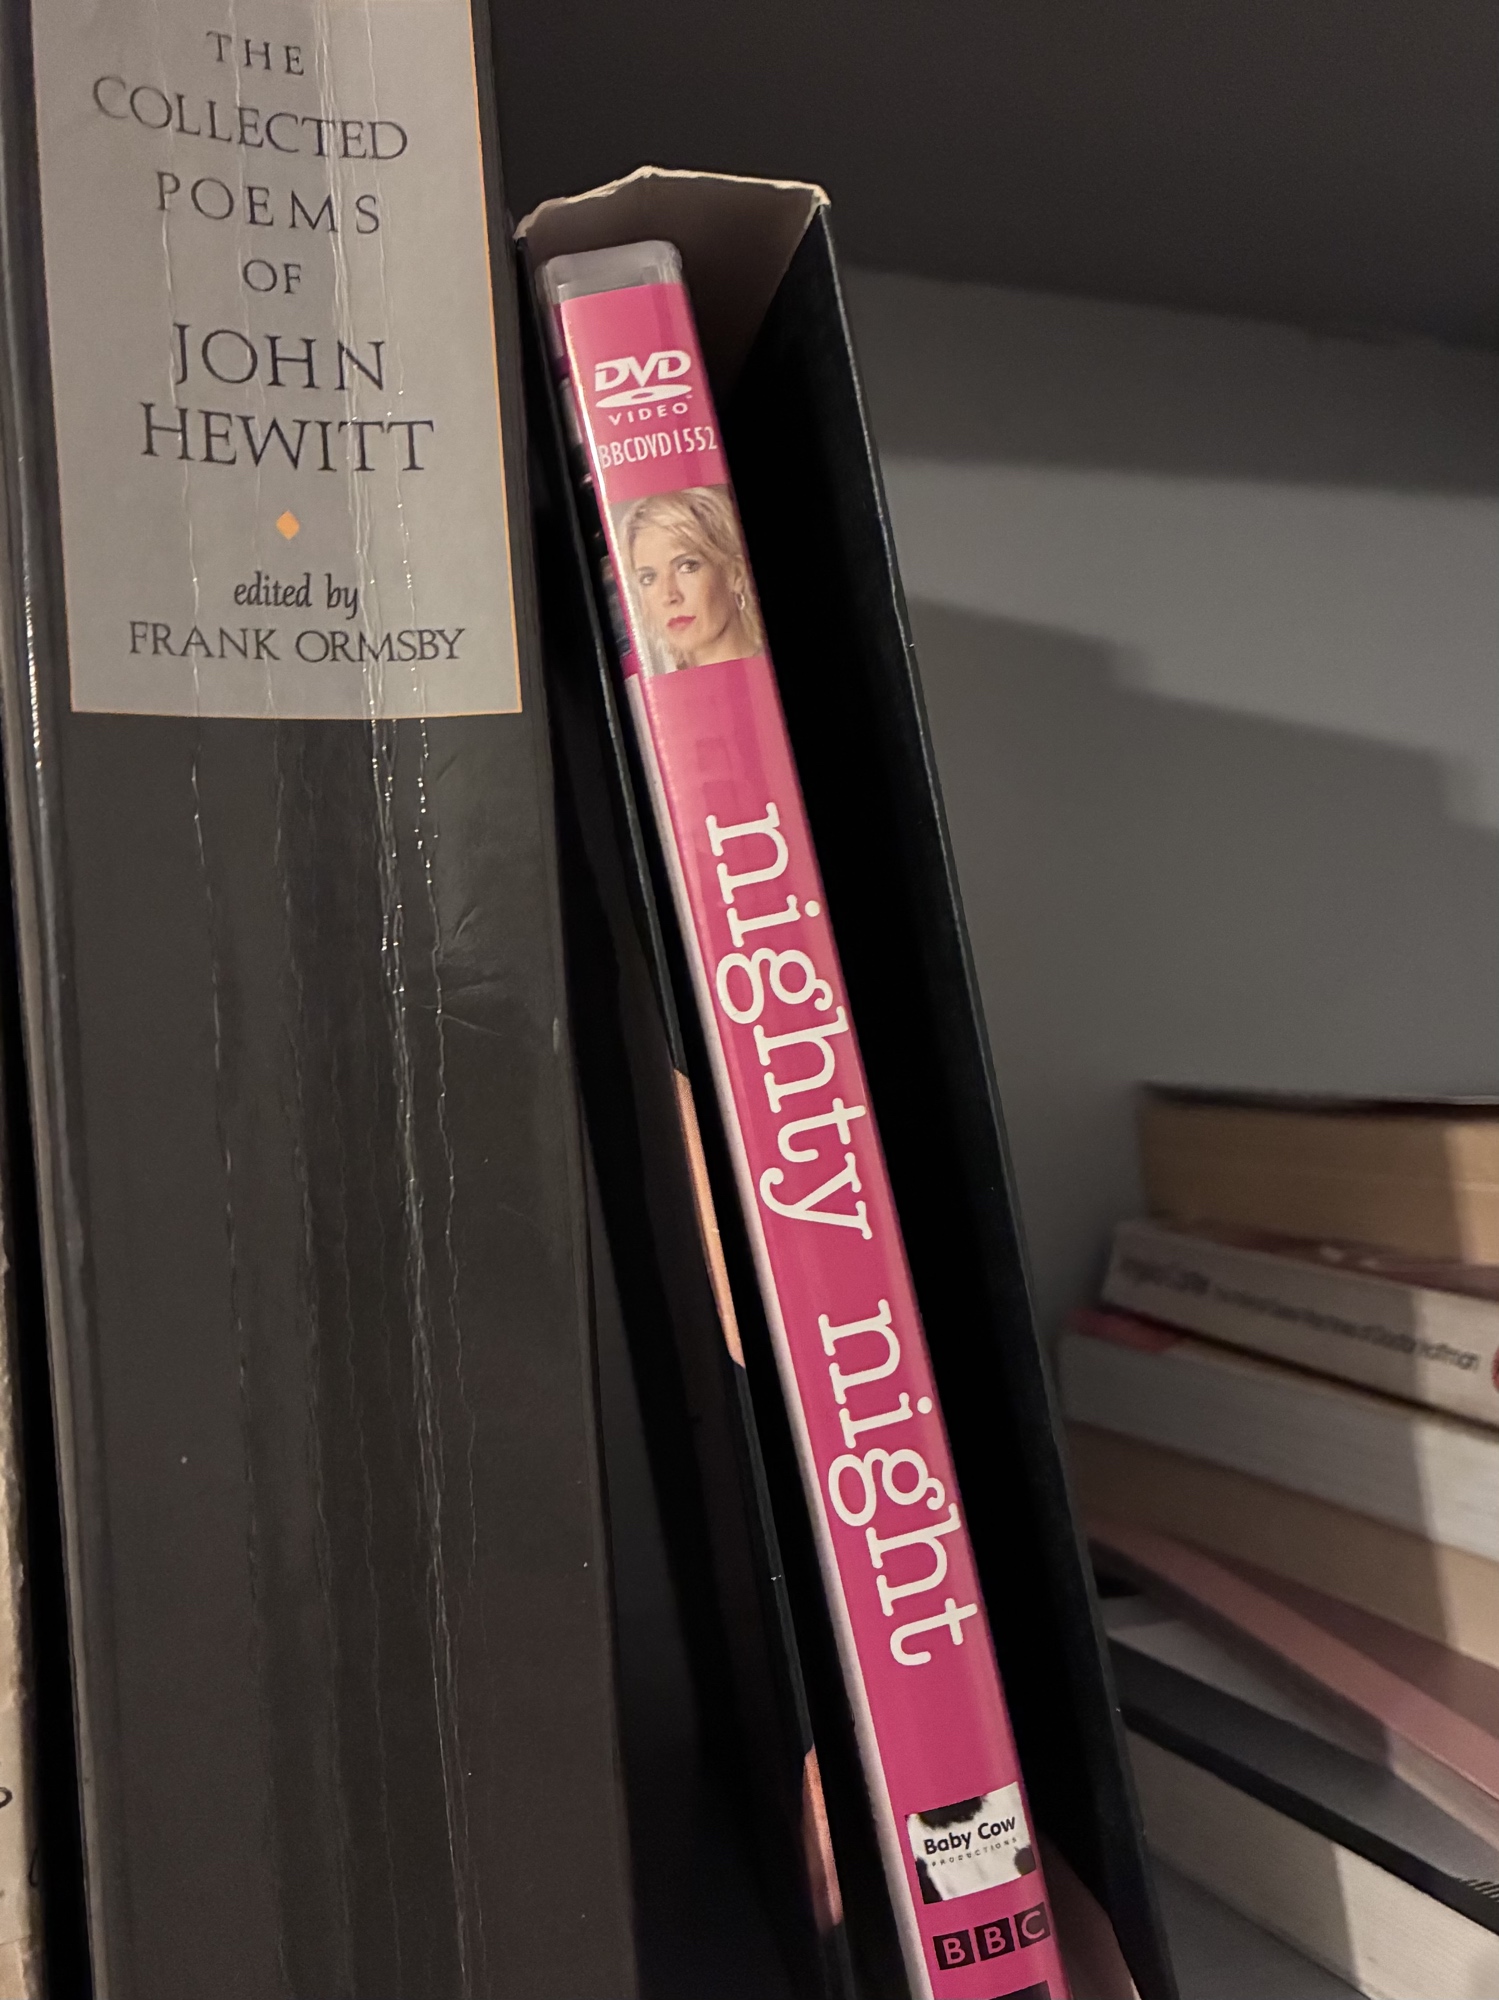 THE
COLLECTED
POEMS
OF
JOHN
HEWITT
edited by
FRANK ORMSBY
DVD
VIDEO
BBCDVD1552
nighty night
Baby Cow
PRODUCTIONS
BBC